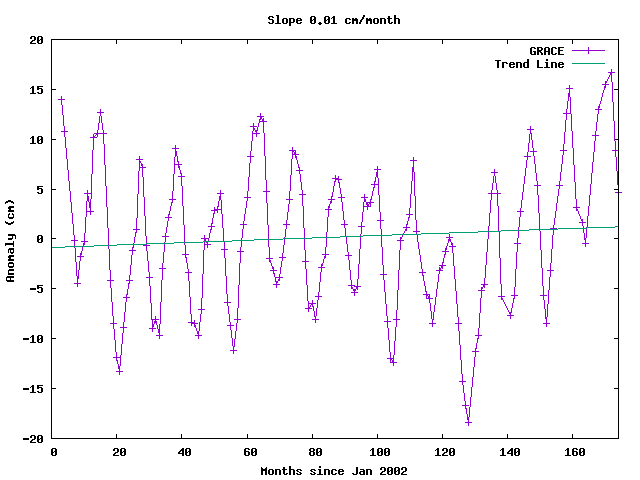 Slope 0.01 cm/month
GRACE
Trend Line
20
15
10
5
0
-5
-10
-15
-20
Anomaly (cm)
0 20 40 60 80 100 120 140 160
Months since Jan 2002